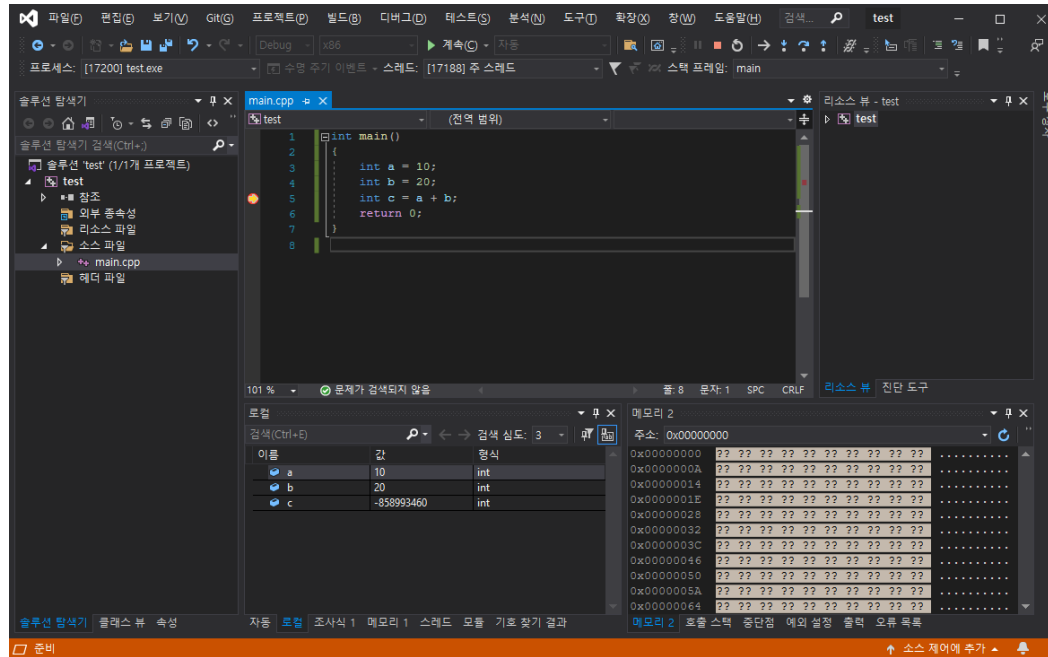 파일(F) 편집(E) 보기(V) Git(G) 프로젝트(P) 빌드(B) 디버그(D) 테스트(S) 분석(N) 도구(T) 확장(X) 창(W) 도움말(H) 검색... test
Debug x86 계속(C) 자동
프로세스: [17200] test.exe 수명 주기 이벤트 스레드: [17188] 주 스레드 스택 프레임: main
솔루션 탐색기
솔루션 탐색기 검색(Ctrl+;)
솔루션 'test' (1/1개 프로젝트)
test
참조
외부 종속성
리소스 파일
소스 파일
main.cpp
헤더 파일
솔루션 탐색기 클래스 뷰 속성
main.cpp
test (전역 범위)
1 int main()
2 {
3 int a = 10;
4 int b = 20;
5 int c = a + b;
6 return 0;
7 }
8
101 % 문제가 검색되지 않음 줄: 8 문자: 1 SPC CRLF
리소스 뷰 - test
test
리소스 뷰 진단 도구
로컬
검색(Ctrl+E) 검색 심도: 3
이름 값 형식
a 10 int
b 20 int
c -858993460 int
자동 로컬 조사식 1 메모리 1 스레드 모듈 기호 찾기 결과
메모리 2
주소: 0x00000000
0x00000000 ?? ?? ?? ?? ?? ?? ?? ?? ?? ?? ..........
0x0000000A ?? ?? ?? ?? ?? ?? ?? ?? ?? ?? ..........
0x00000014 ?? ?? ?? ?? ?? ?? ?? ?? ?? ?? ..........
0x0000001E ?? ?? ?? ?? ?? ?? ?? ?? ?? ?? ..........
0x00000028 ?? ?? ?? ?? ?? ?? ?? ?? ?? ?? ..........
0x00000032 ?? ?? ?? ?? ?? ?? ?? ?? ?? ?? ..........
0x0000003C ?? ?? ?? ?? ?? ?? ?? ?? ?? ?? ..........
0x00000046 ?? ?? ?? ?? ?? ?? ?? ?? ?? ?? ..........
0x00000050 ?? ?? ?? ?? ?? ?? ?? ?? ?? ?? ..........
0x0000005A ?? ?? ?? ?? ?? ?? ?? ?? ?? ?? ..........
0x00000064 ?? ?? ?? ?? ?? ?? ?? ?? ?? ?? ..........
메모리 2 호출 스택 중단점 예외 설정 출력 오류 목록
준비 소스 제어에 추가